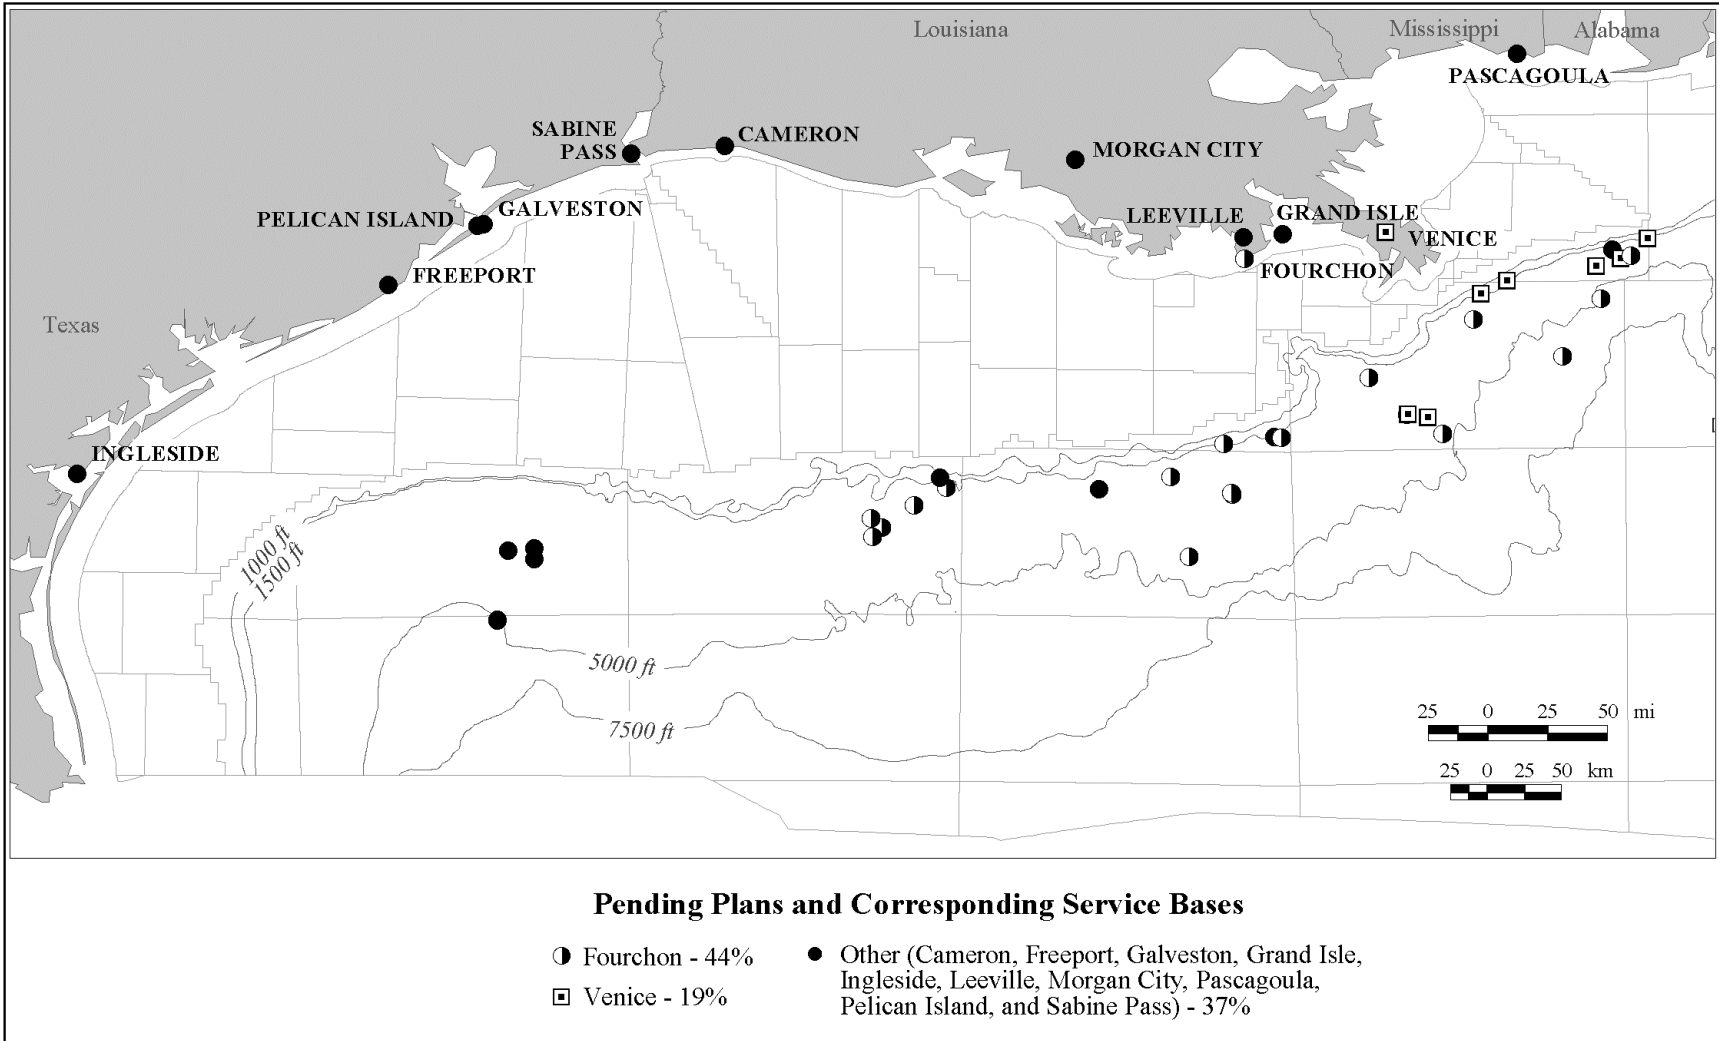 Louisiana
Mississippi
Alabama
PASCAGOULA
SABINE
PASS
CAMERON
MORGAN CITY
PELICAN ISLAND
GALVESTON
LEEVILLE
GRAND ISLE
VENICE
FREEPORT
FOURCHON
Texas
INGLESIDE
1000 ft
1500 ft
5000 ft
7500 ft
25 0 25 50 mi
25 0 25 50 km
Pending Plans and Corresponding Service Bases
Fourchon - 44%
Venice - 19%
Other (Cameron, Freeport, Galveston, Grand Isle,
Ingleside, Leeville, Morgan City, Pascagoula,
Pelican Island, and Sabine Pass) - 37%